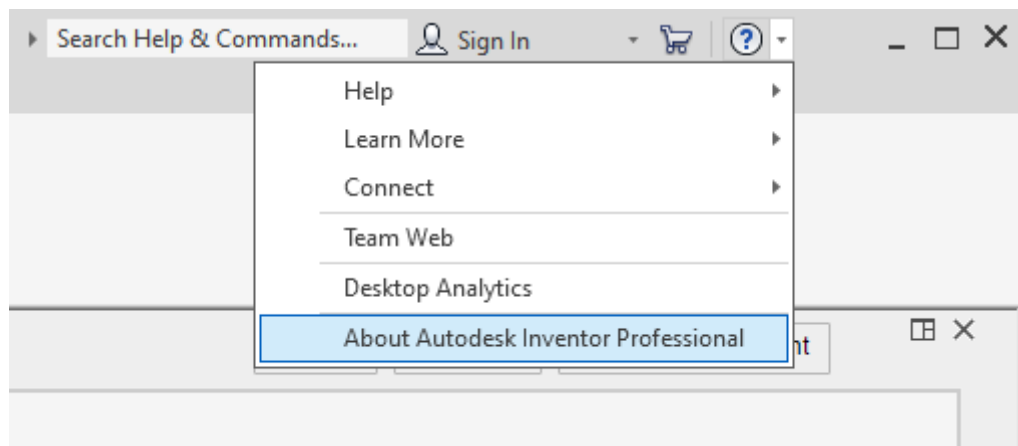 Search Help & Commands... Sign In
Help
Learn More
Connect
Team Web
Desktop Analytics
About Autodesk Inventor Professional